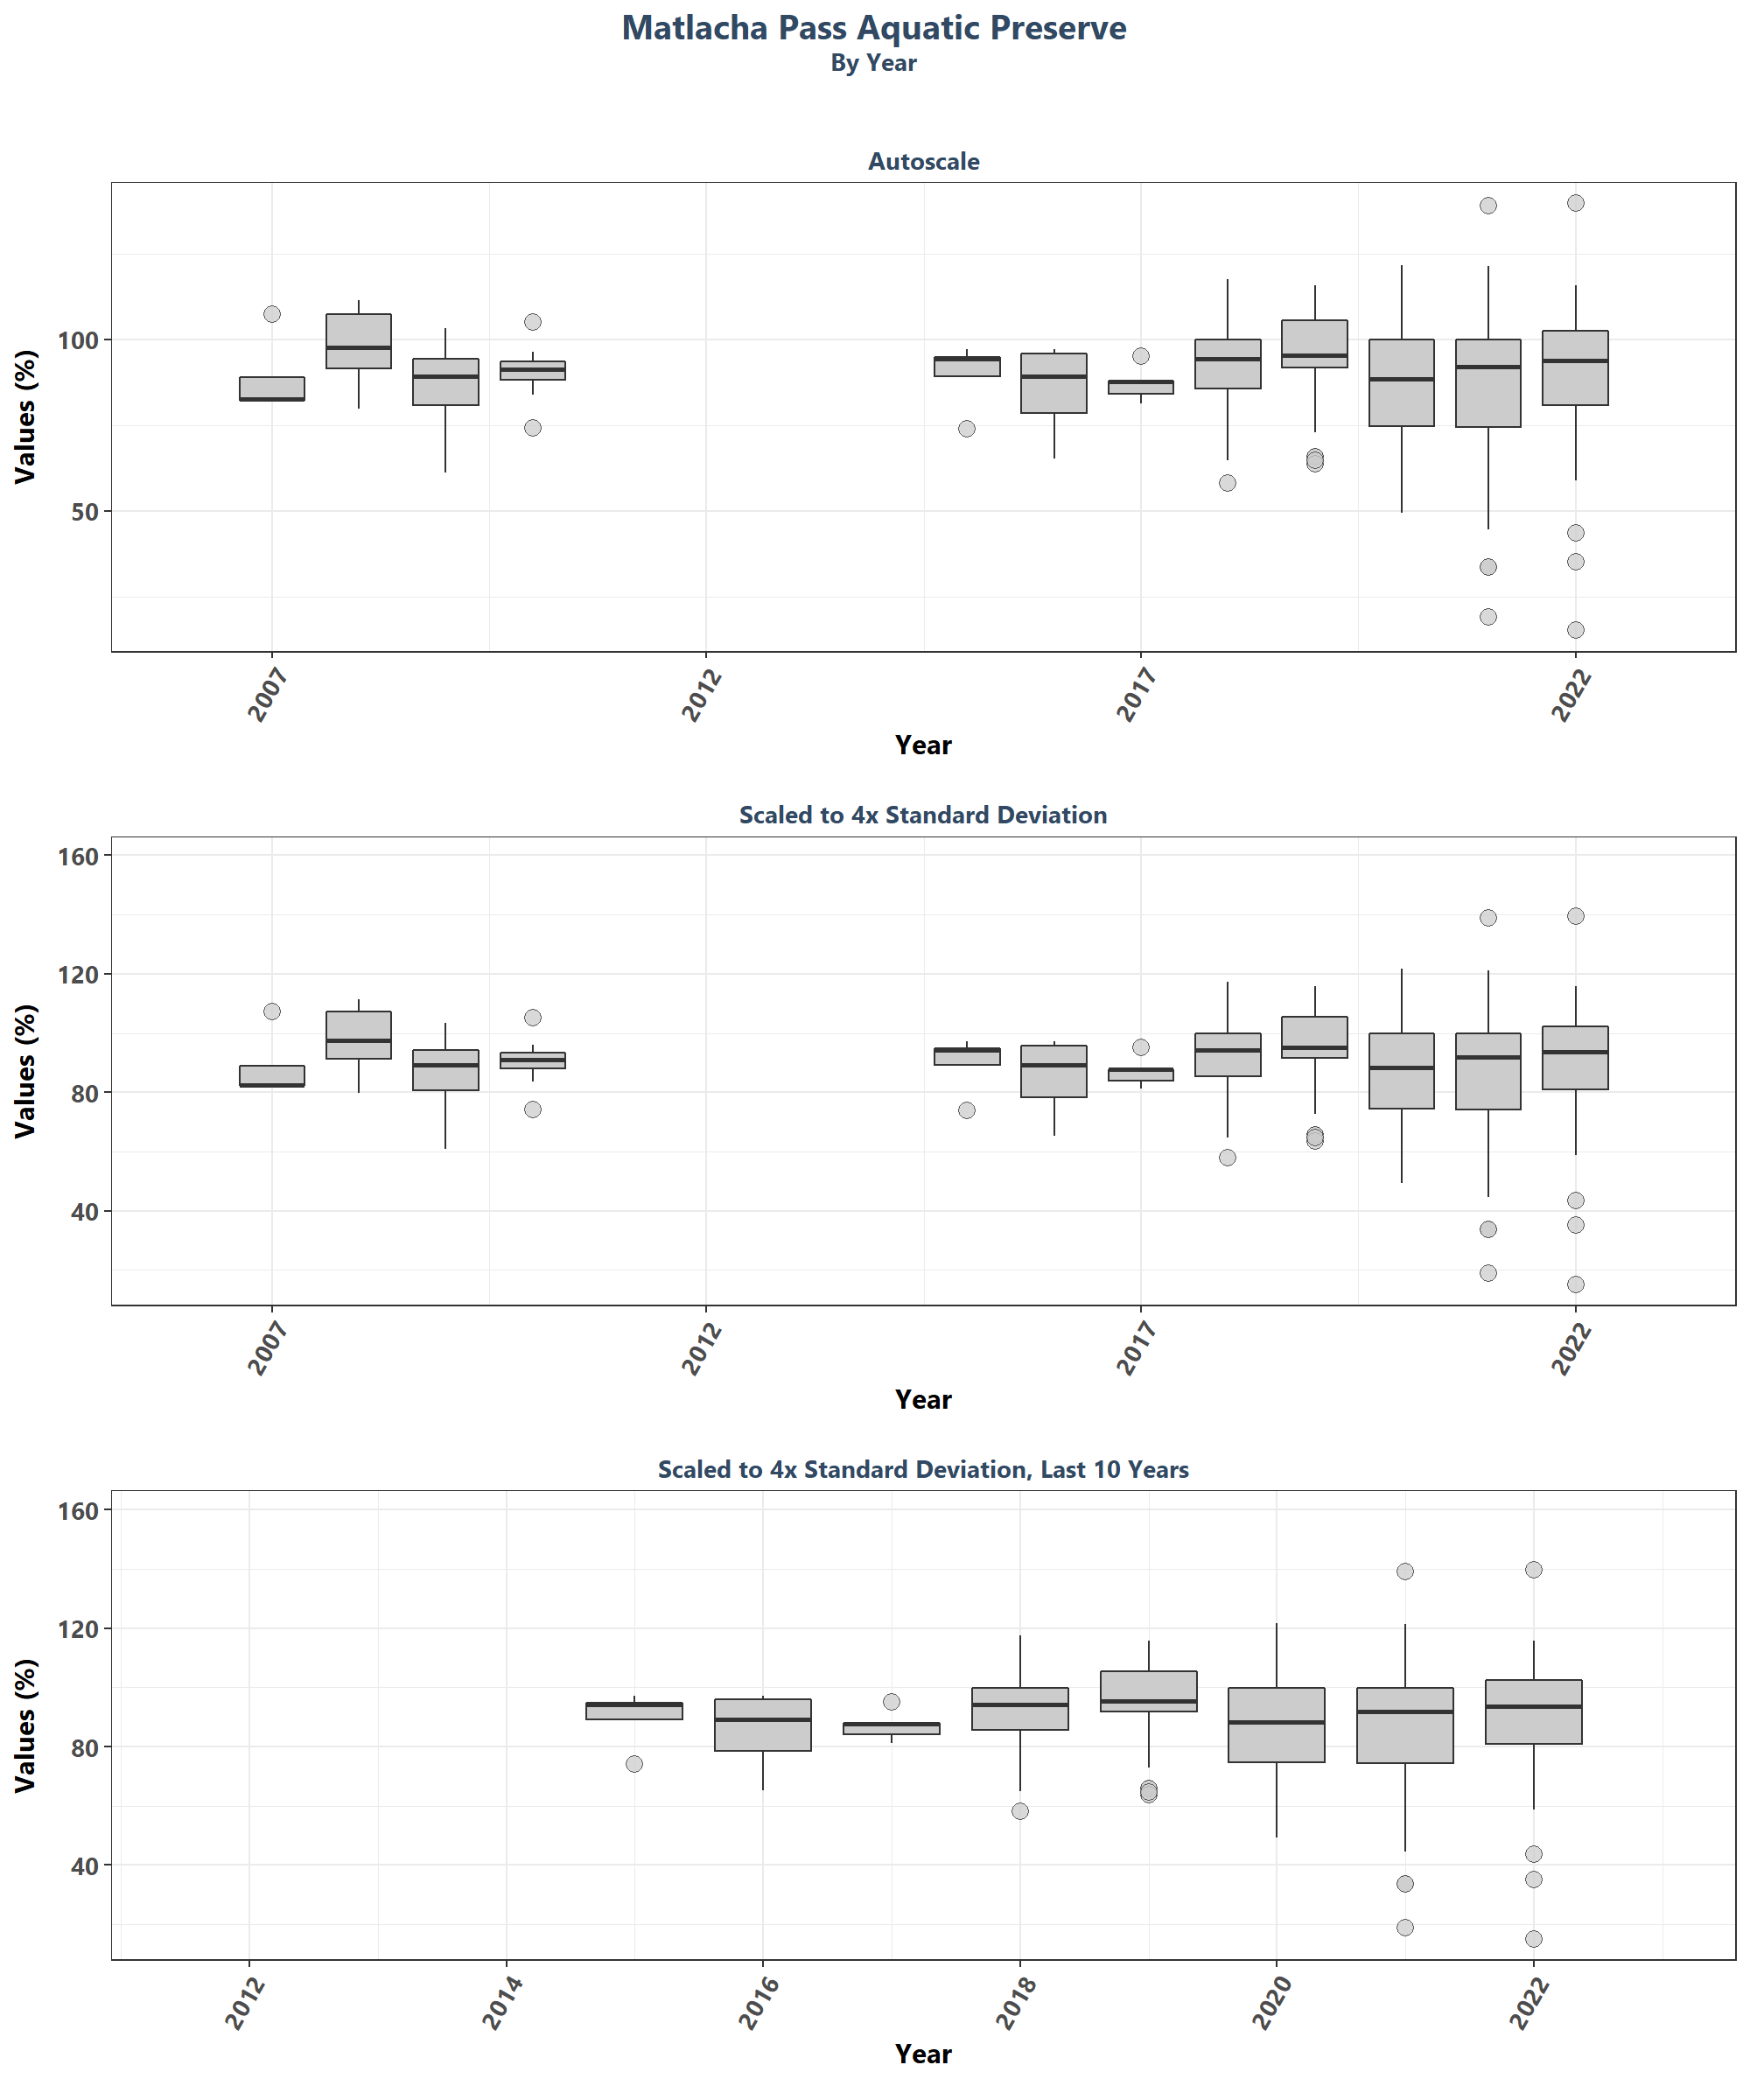 Matlacha Pass Aquatic Preserve
By Year
Autoscale
Values (%)
100
50
2007
2012
2017
2022
Year
Scaled to 4x Standard Deviation
Values (%)
160
120
80
40
2007
2012
2017
2022
Year
Scaled to 4x Standard Deviation, Last 10 Years
Values (%)
160
120
80
40
2012
2014
2016
2018
2020
2022
Year